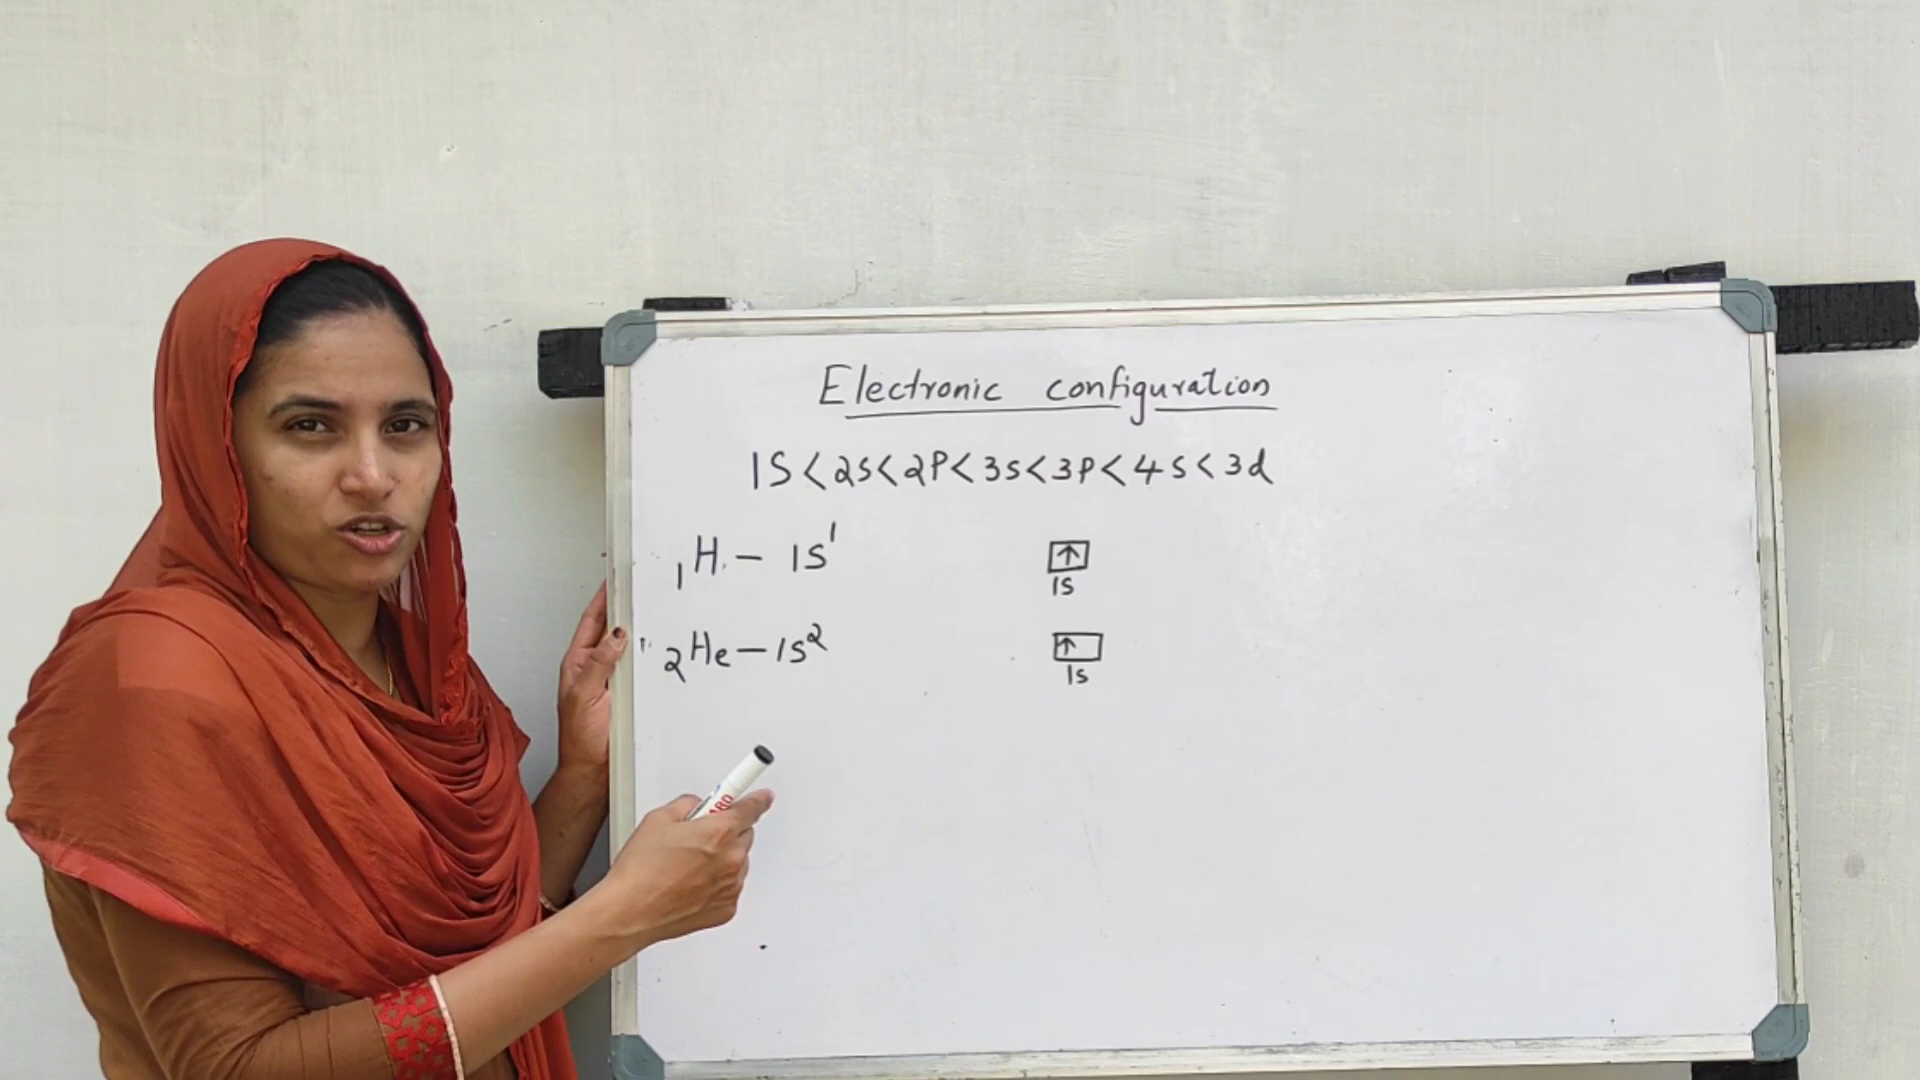 Electronic configuration
1S<2s<2P<3s<3P<4s<3d
₁H - 1S¹ ↑
1s
₂He - 1s² ↑
1s